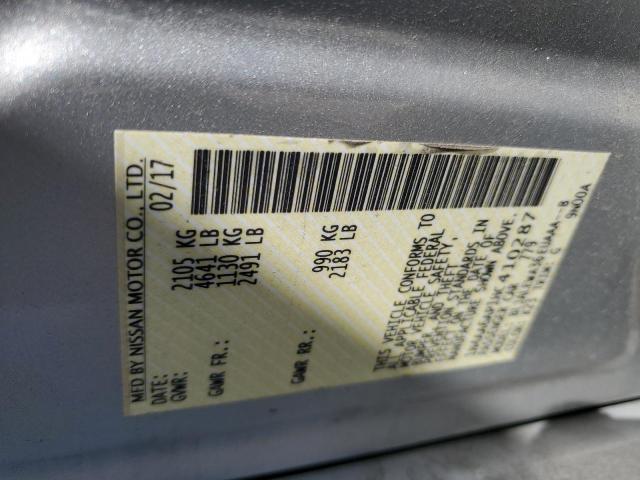 MFD BY NISSAN MOTOR CO., LTD.
DATE: 02/17
GVWR: 2105 KG
4641 LB
GAWR FR.: 1130 KG
2491 LB
GAWR RR.: 990 KG
2183 LB
THIS VEHICLE CONFORMS TO
ALL APPLICABLE FEDERAL
MOTOR VEHICLE SAFETY,
AND THEFT
PREVENTION STANDARDS IN
EFFECT ON THE DATE OF
MANUFACTURE SHOWN ABOVE.
410287
9N00A